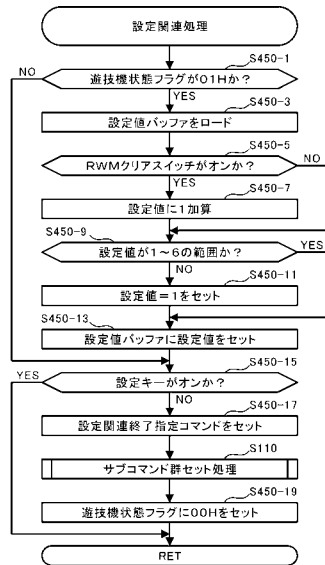 設定関連処理
S450-1
遊技機状態フラグが01Hか?
NO
YES
S450-3
設定値バッファをロード
S450-5
RWMクリアスイッチがオンか?
NO
YES
S450-7
設定値に1加算
S450-9
設定値が1~6の範囲か?
YES
NO
S450-11
設定値=1をセット
S450-13
設定値バッファに設定値をセット
S450-15
設定キーがオンか?
YES
NO
S450-17
設定関連終了指定コマンドをセット
S110
サブコマンド群セット処理
S450-19
遊技機状態フラグに00Hをセット
RET